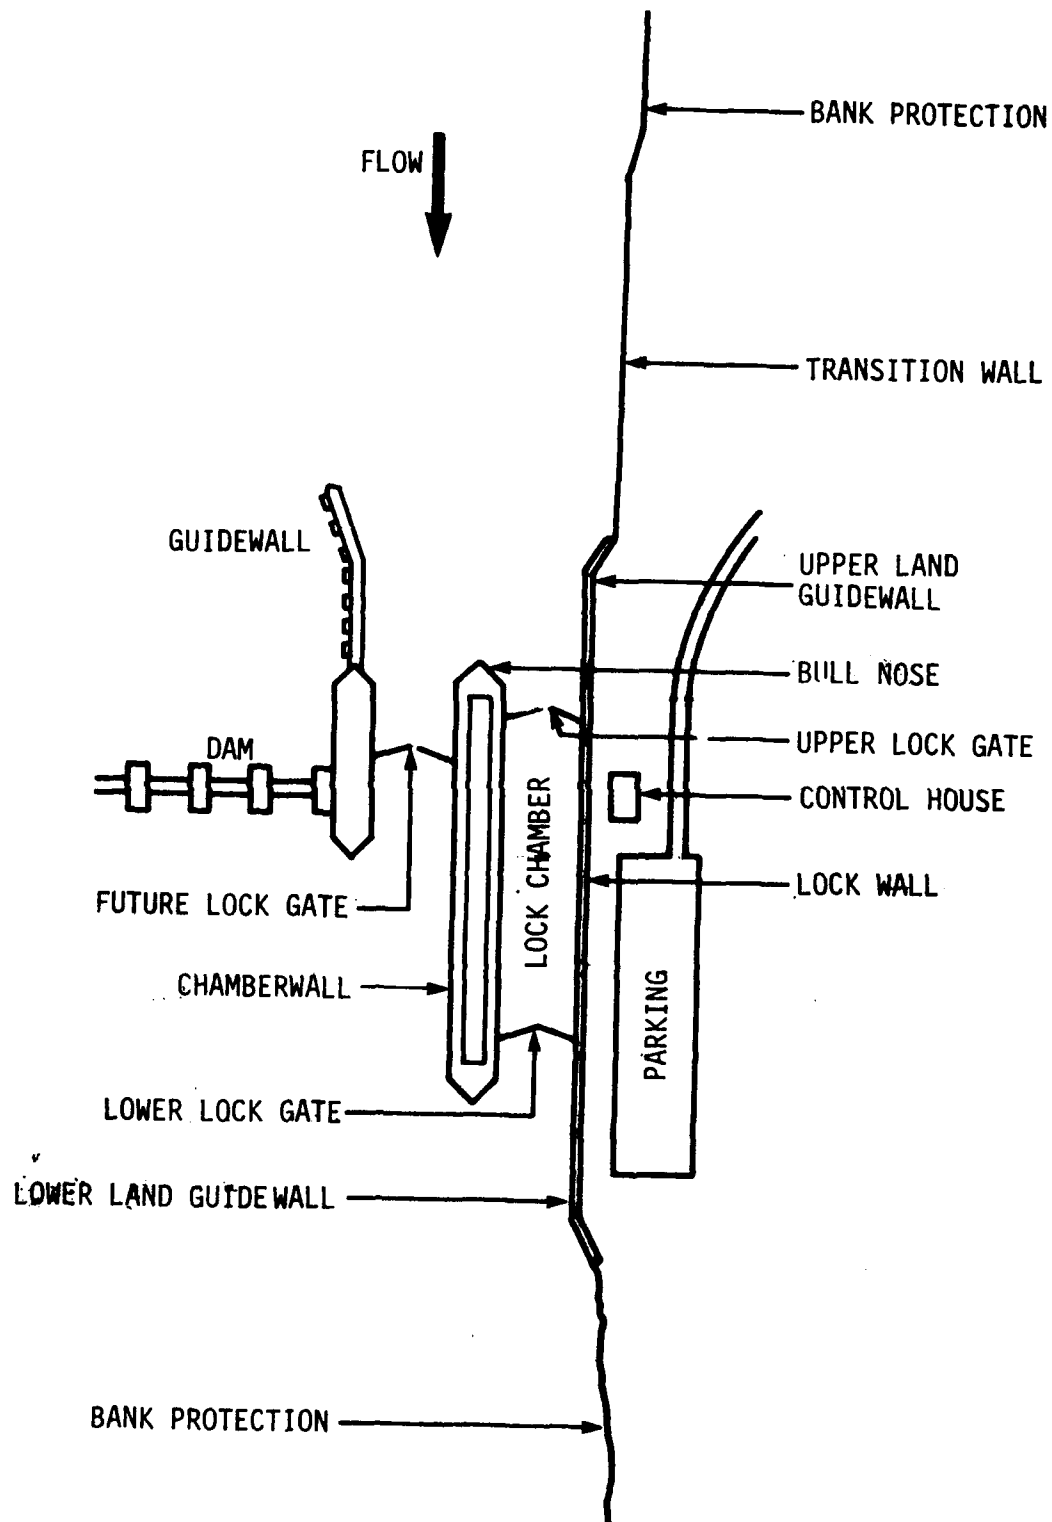 BANK PROTECTION
FLOW
TRANSITION WALL
GUIDEWALL
UPPER LAND
GUIDEWALL
BULL NOSE
DAM
UPPER LOCK GATE
CONTROL HOUSE
LOCK CHAMBER
LOCK WALL
FUTURE LOCK GATE
CHAMBERWALL
PARKING
LOWER LOCK GATE
LOWER LAND GUIDEWALL
BANK PROTECTION